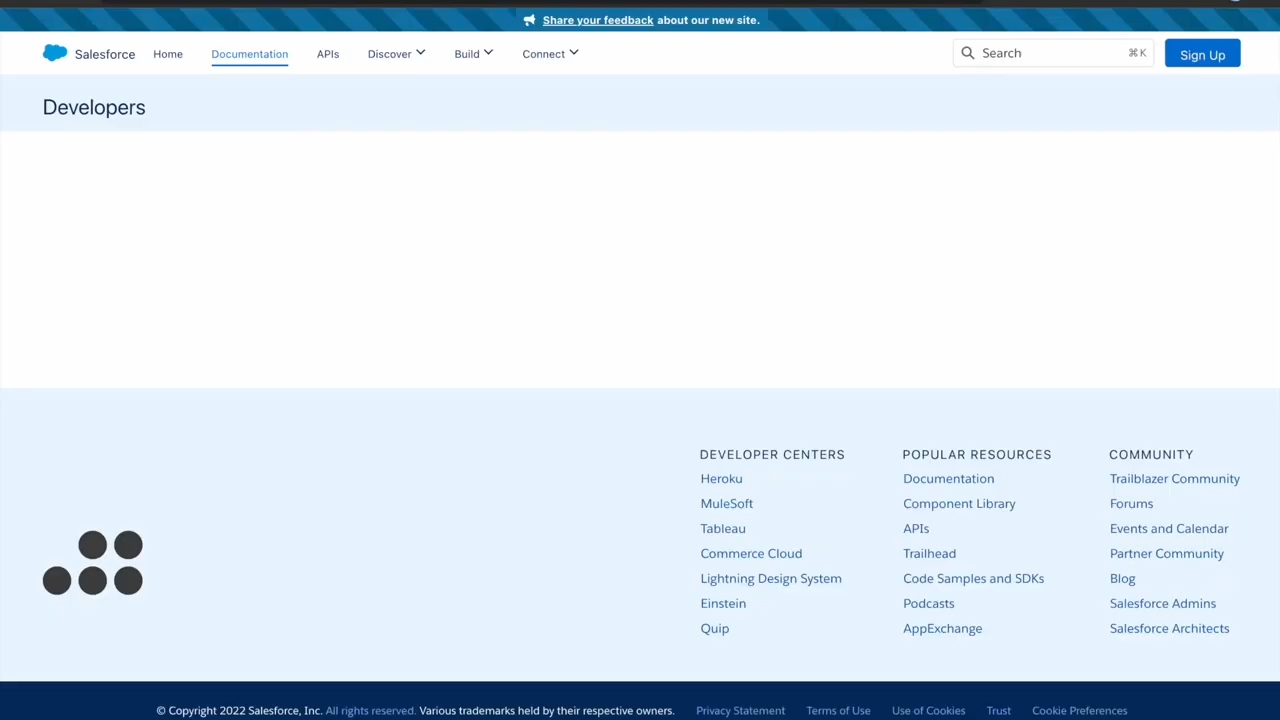 Share your feedback about our new site.
Salesforce Home Documentation APIs Discover Build Connect Search ⌘K Sign Up
Developers
DEVELOPER CENTERS
Heroku
MuleSoft
Tableau
Commerce Cloud
Lightning Design System
Einstein
Quip
POPULAR RESOURCES
Documentation
Component Library
APIs
Trailhead
Code Samples and SDKs
Podcasts
AppExchange
COMMUNITY
Trailblazer Community
Forums
Events and Calendar
Partner Community
Blog
Salesforce Admins
Salesforce Architects
© Copyright 2022 Salesforce, Inc. All rights reserved. Various trademarks held by their respective owners. Privacy Statement Terms of Use Use of Cookies Trust Cookie Preferences